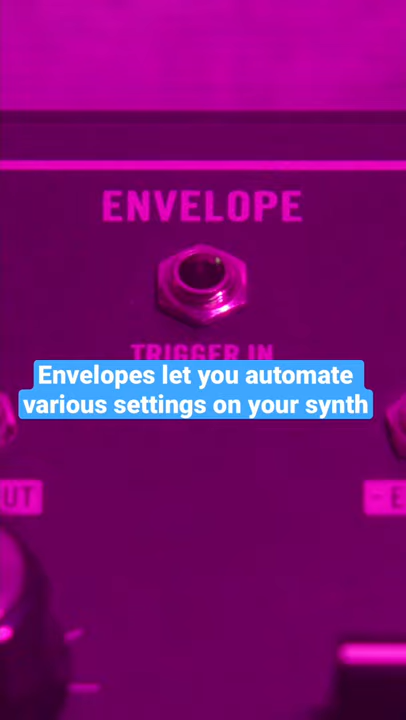 ENVELOPE
TRIGGER IN
Envelopes let you automate
various settings on your synth
UT
- E